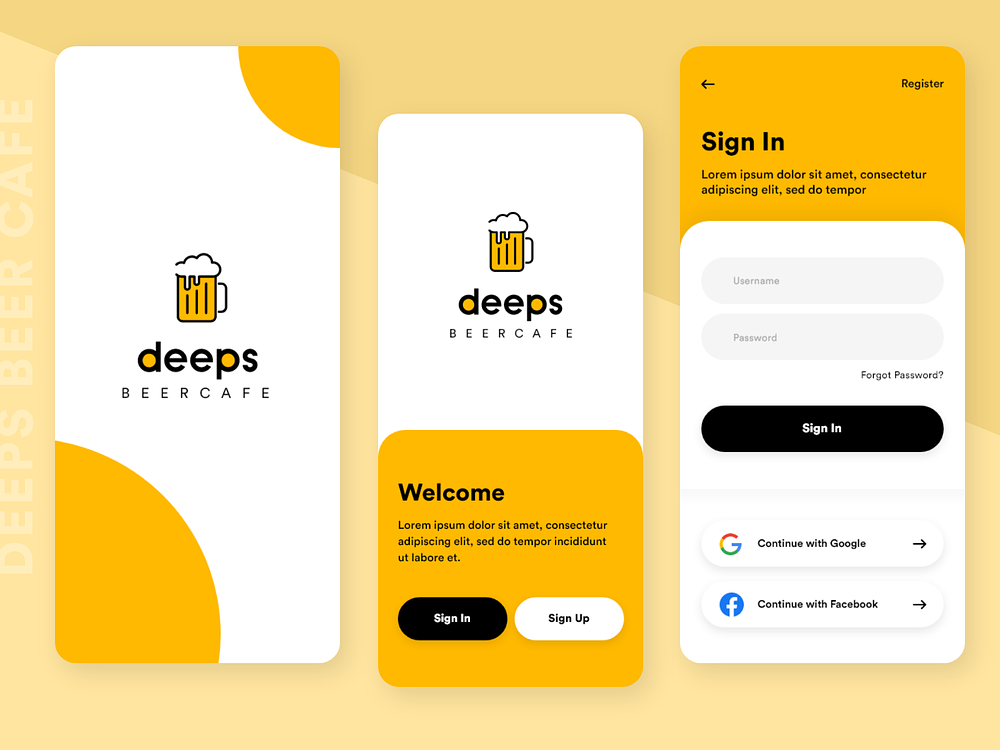 DEEPS BEER CAFE
deeps
BEERCAFE
deeps
BEERCAFE
Welcome
Lorem ipsum dolor sit amet, consectetur
adipiscing elit, sed do tempor incididunt
ut labore et.
Sign In
Sign Up
Register
Sign In
Lorem ipsum dolor sit amet, consectetur
adipiscing elit, sed do tempor
Username
Password
Forgot Password?
Sign In
Continue with Google
Continue with Facebook